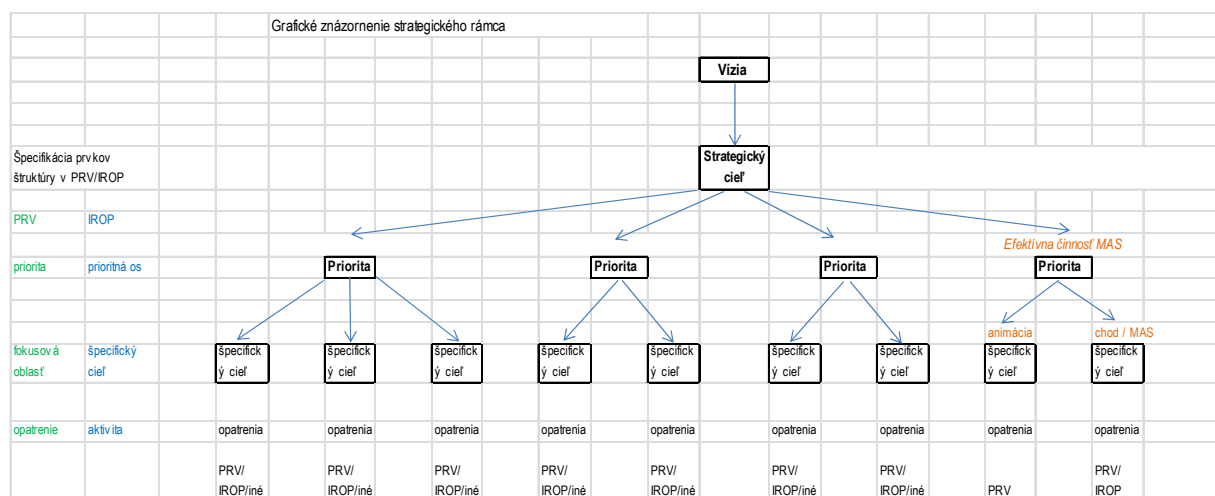 Grafické znázornenie strategického rámca
Vízia
Špecifikácia prvkov
štruktúry v PRV/IROP
Strategický
cieľ
PRV IROP
Efektívna činnosť MAS
priorita prioritná os Priorita Priorita Priorita Priorita
animácia chod / MAS
fokusová špecifický špecifick špecifick špecifick špecifick špecifick špecifick špecifick špecifick špecifick
oblasť cieľ ý cieľ ý cieľ ý cieľ ý cieľ ý cieľ ý cieľ ý cieľ ý cieľ ý cieľ
opatrenie aktivita opatrenia opatrenia opatrenia opatrenia opatrenia opatrenia opatrenia opatrenia opatrenia
PRV/ PRV/ PRV/ PRV/ PRV/ PRV/ PRV/ PRV/
IROP/iné IROP/iné IROP/iné IROP/iné IROP/iné IROP/iné IROP/iné PRV IROP